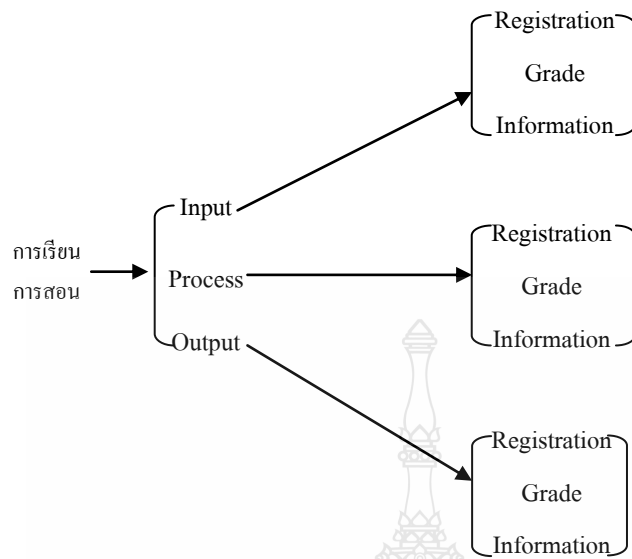 การเรียน
การสอน
Input
Process
Output
Registration
Grade
Information
Registration
Grade
Information
Registration
Grade
Information